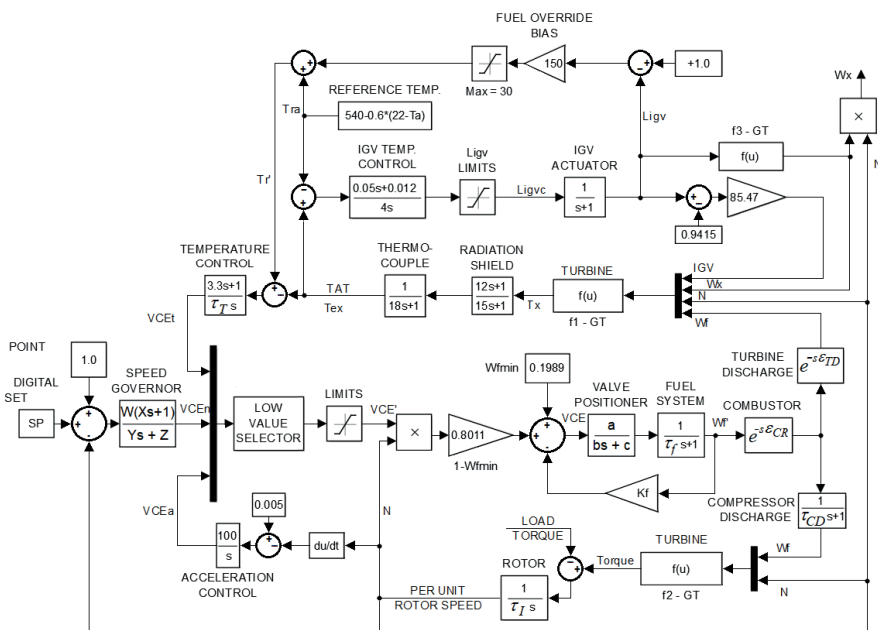 FUEL OVERRIDE
BIAS
150
+1.0
Max = 30
Wx
×
N
Tra
REFERENCE TEMP.
540-0.6*(22-Ta)
Ligv
f3 - GT
f(u)
IGV TEMP.
CONTROL
0.05s+0.012
4s
Ligv
LIMITS
Ligvc
IGV
ACTUATOR
1
s+1
85.47
0.9415
Tr'
TEMPERATURE
CONTROL
3.3s+1
τT s
TAT
Tex
THERMO-
COUPLE
1
18s+1
RADIATION
SHIELD
12s+1
15s+1
Tx
TURBINE
f(u)
f1 - GT
IGV
Wx
N
Wf
VCEt
POINT
1.0
DIGITAL
SET
SP
SPEED
GOVERNOR
W(Xs+1)
Ys + Z
VCEn
LOW
VALUE
SELECTOR
LIMITS
VCE'
×
0.8011
1-Wfmin
Wfmin
0.1989
VCE
VALVE
POSITIONER
a
bs + c
FUEL
SYSTEM
1
τf s+1
Wf'
COMBUSTOR
e-sεCR
TURBINE
DISCHARGE
e-sεTD
Kf
COMPRESSOR
DISCHARGE
1
τCD s+1
VCEa
0.005
100
s
ACCELERATION
CONTROL
du/dt
N
LOAD
TORQUE
Torque
TURBINE
f(u)
f2 - GT
Wf
N
ROTOR
1
τI s
PER UNIT
ROTOR SPEED